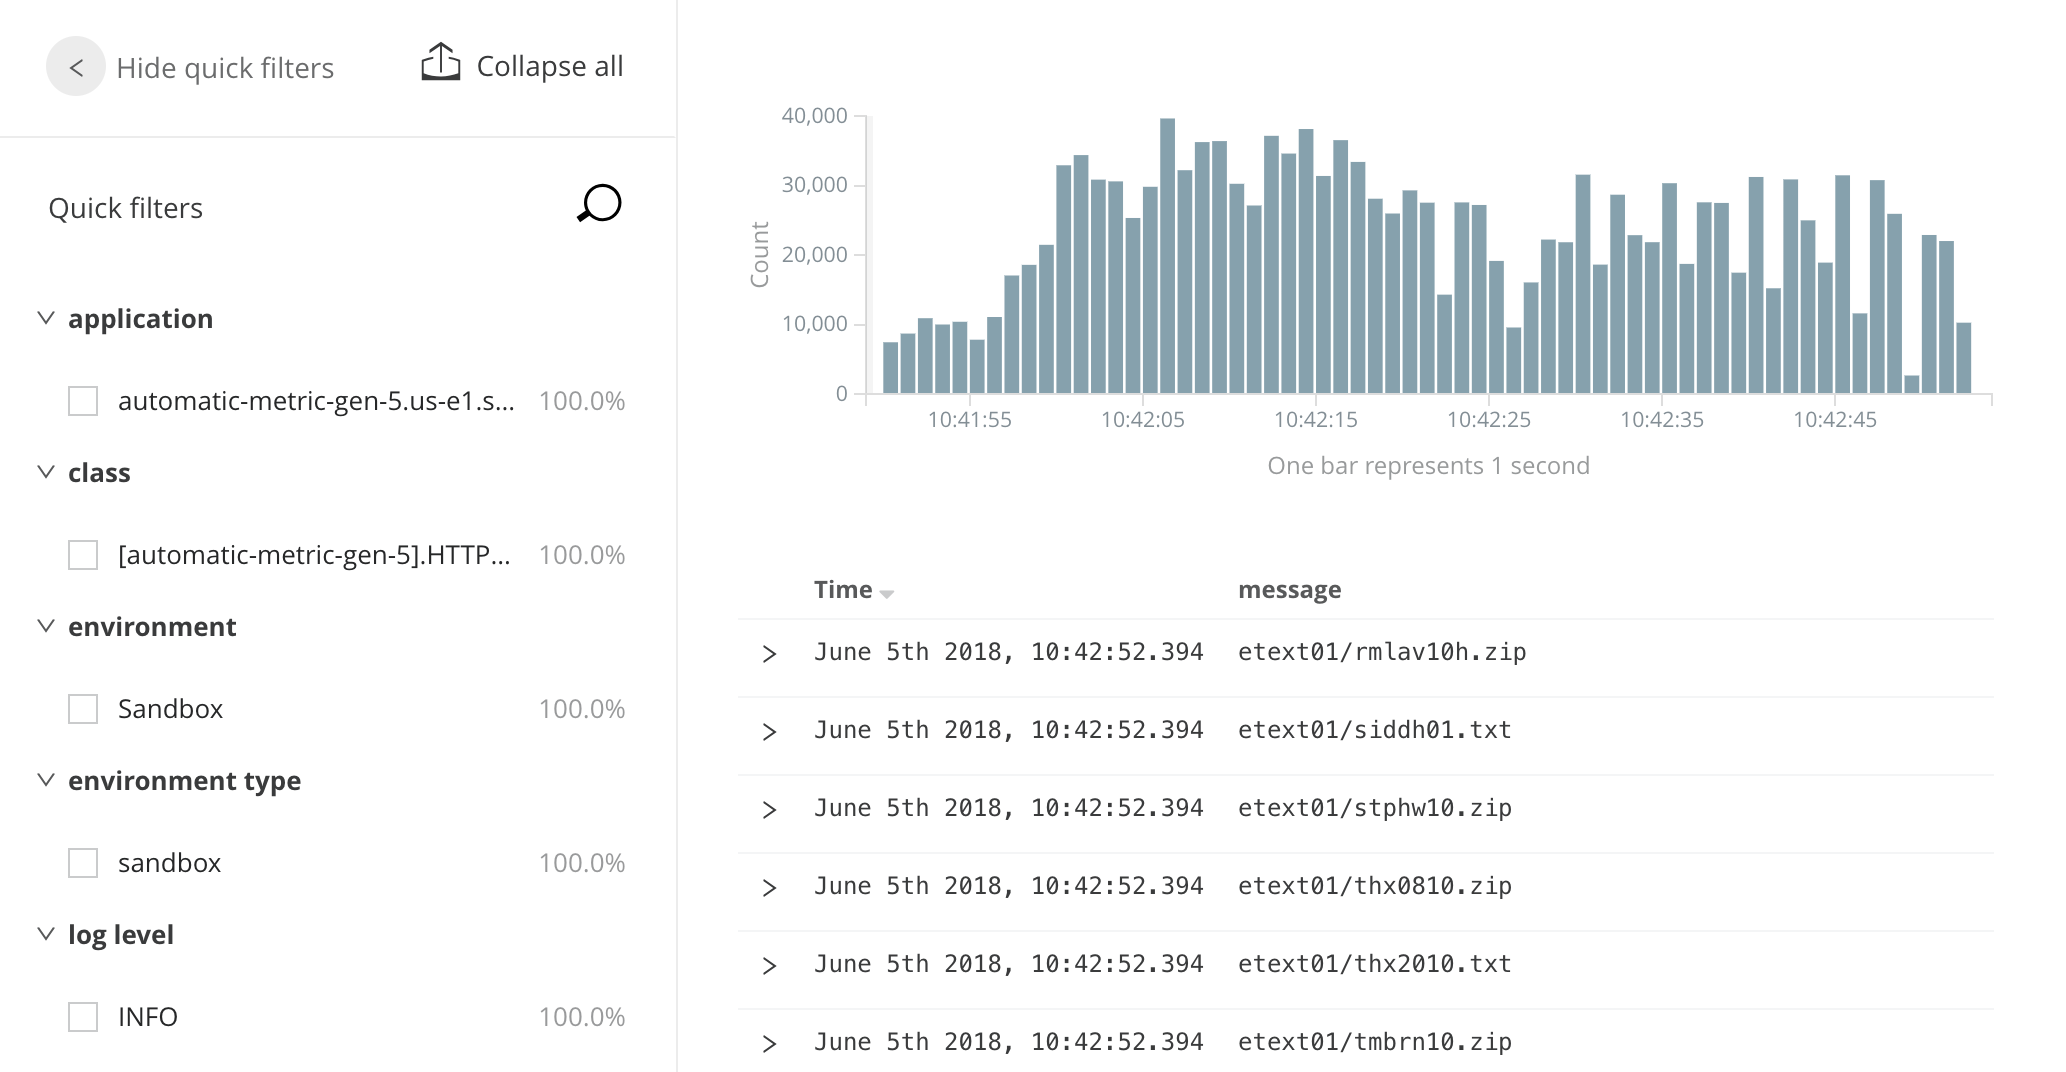 Hide quick filters
Collapse all
Quick filters
application
automatic-metric-gen-5.us-e1.s... 100.0%
class
[automatic-metric-gen-5].HTTP... 100.0%
environment
Sandbox 100.0%
environment type
sandbox 100.0%
log level
INFO 100.0%
Count
40,000
30,000
20,000
10,000
0
10:41:55 10:42:05 10:42:15 10:42:25 10:42:35 10:42:45
One bar represents 1 second
Time message
June 5th 2018, 10:42:52.394 etext01/rmlav10h.zip
June 5th 2018, 10:42:52.394 etext01/siddh01.txt
June 5th 2018, 10:42:52.394 etext01/stphw10.zip
June 5th 2018, 10:42:52.394 etext01/thx0810.zip
June 5th 2018, 10:42:52.394 etext01/thx2010.txt
June 5th 2018, 10:42:52.394 etext01/tmbrn10.zip